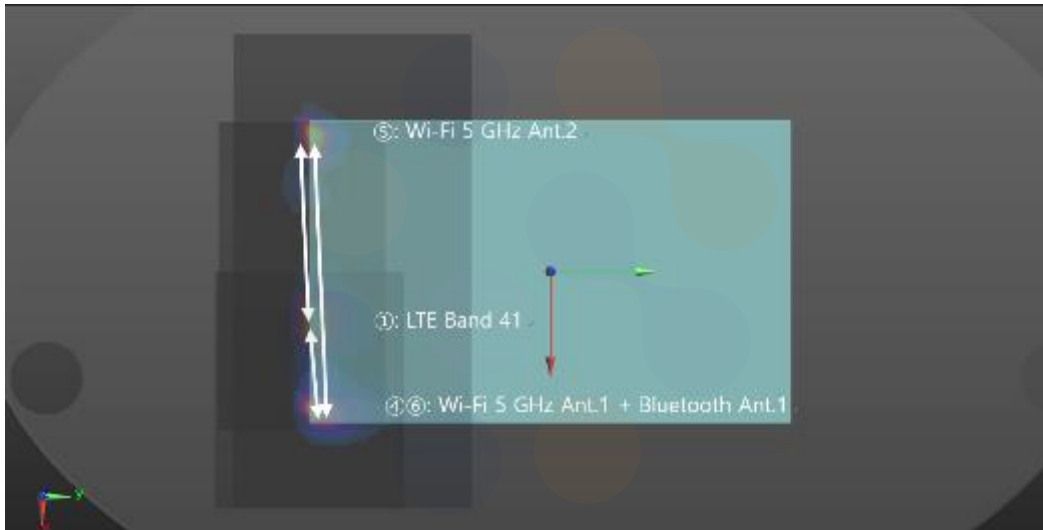 ⑤: Wi-Fi 5 GHz Ant.2
①: LTE Band 41
④⑥: Wi-Fi 5 GHz Ant.1 + Bluetooth Ant.1
y